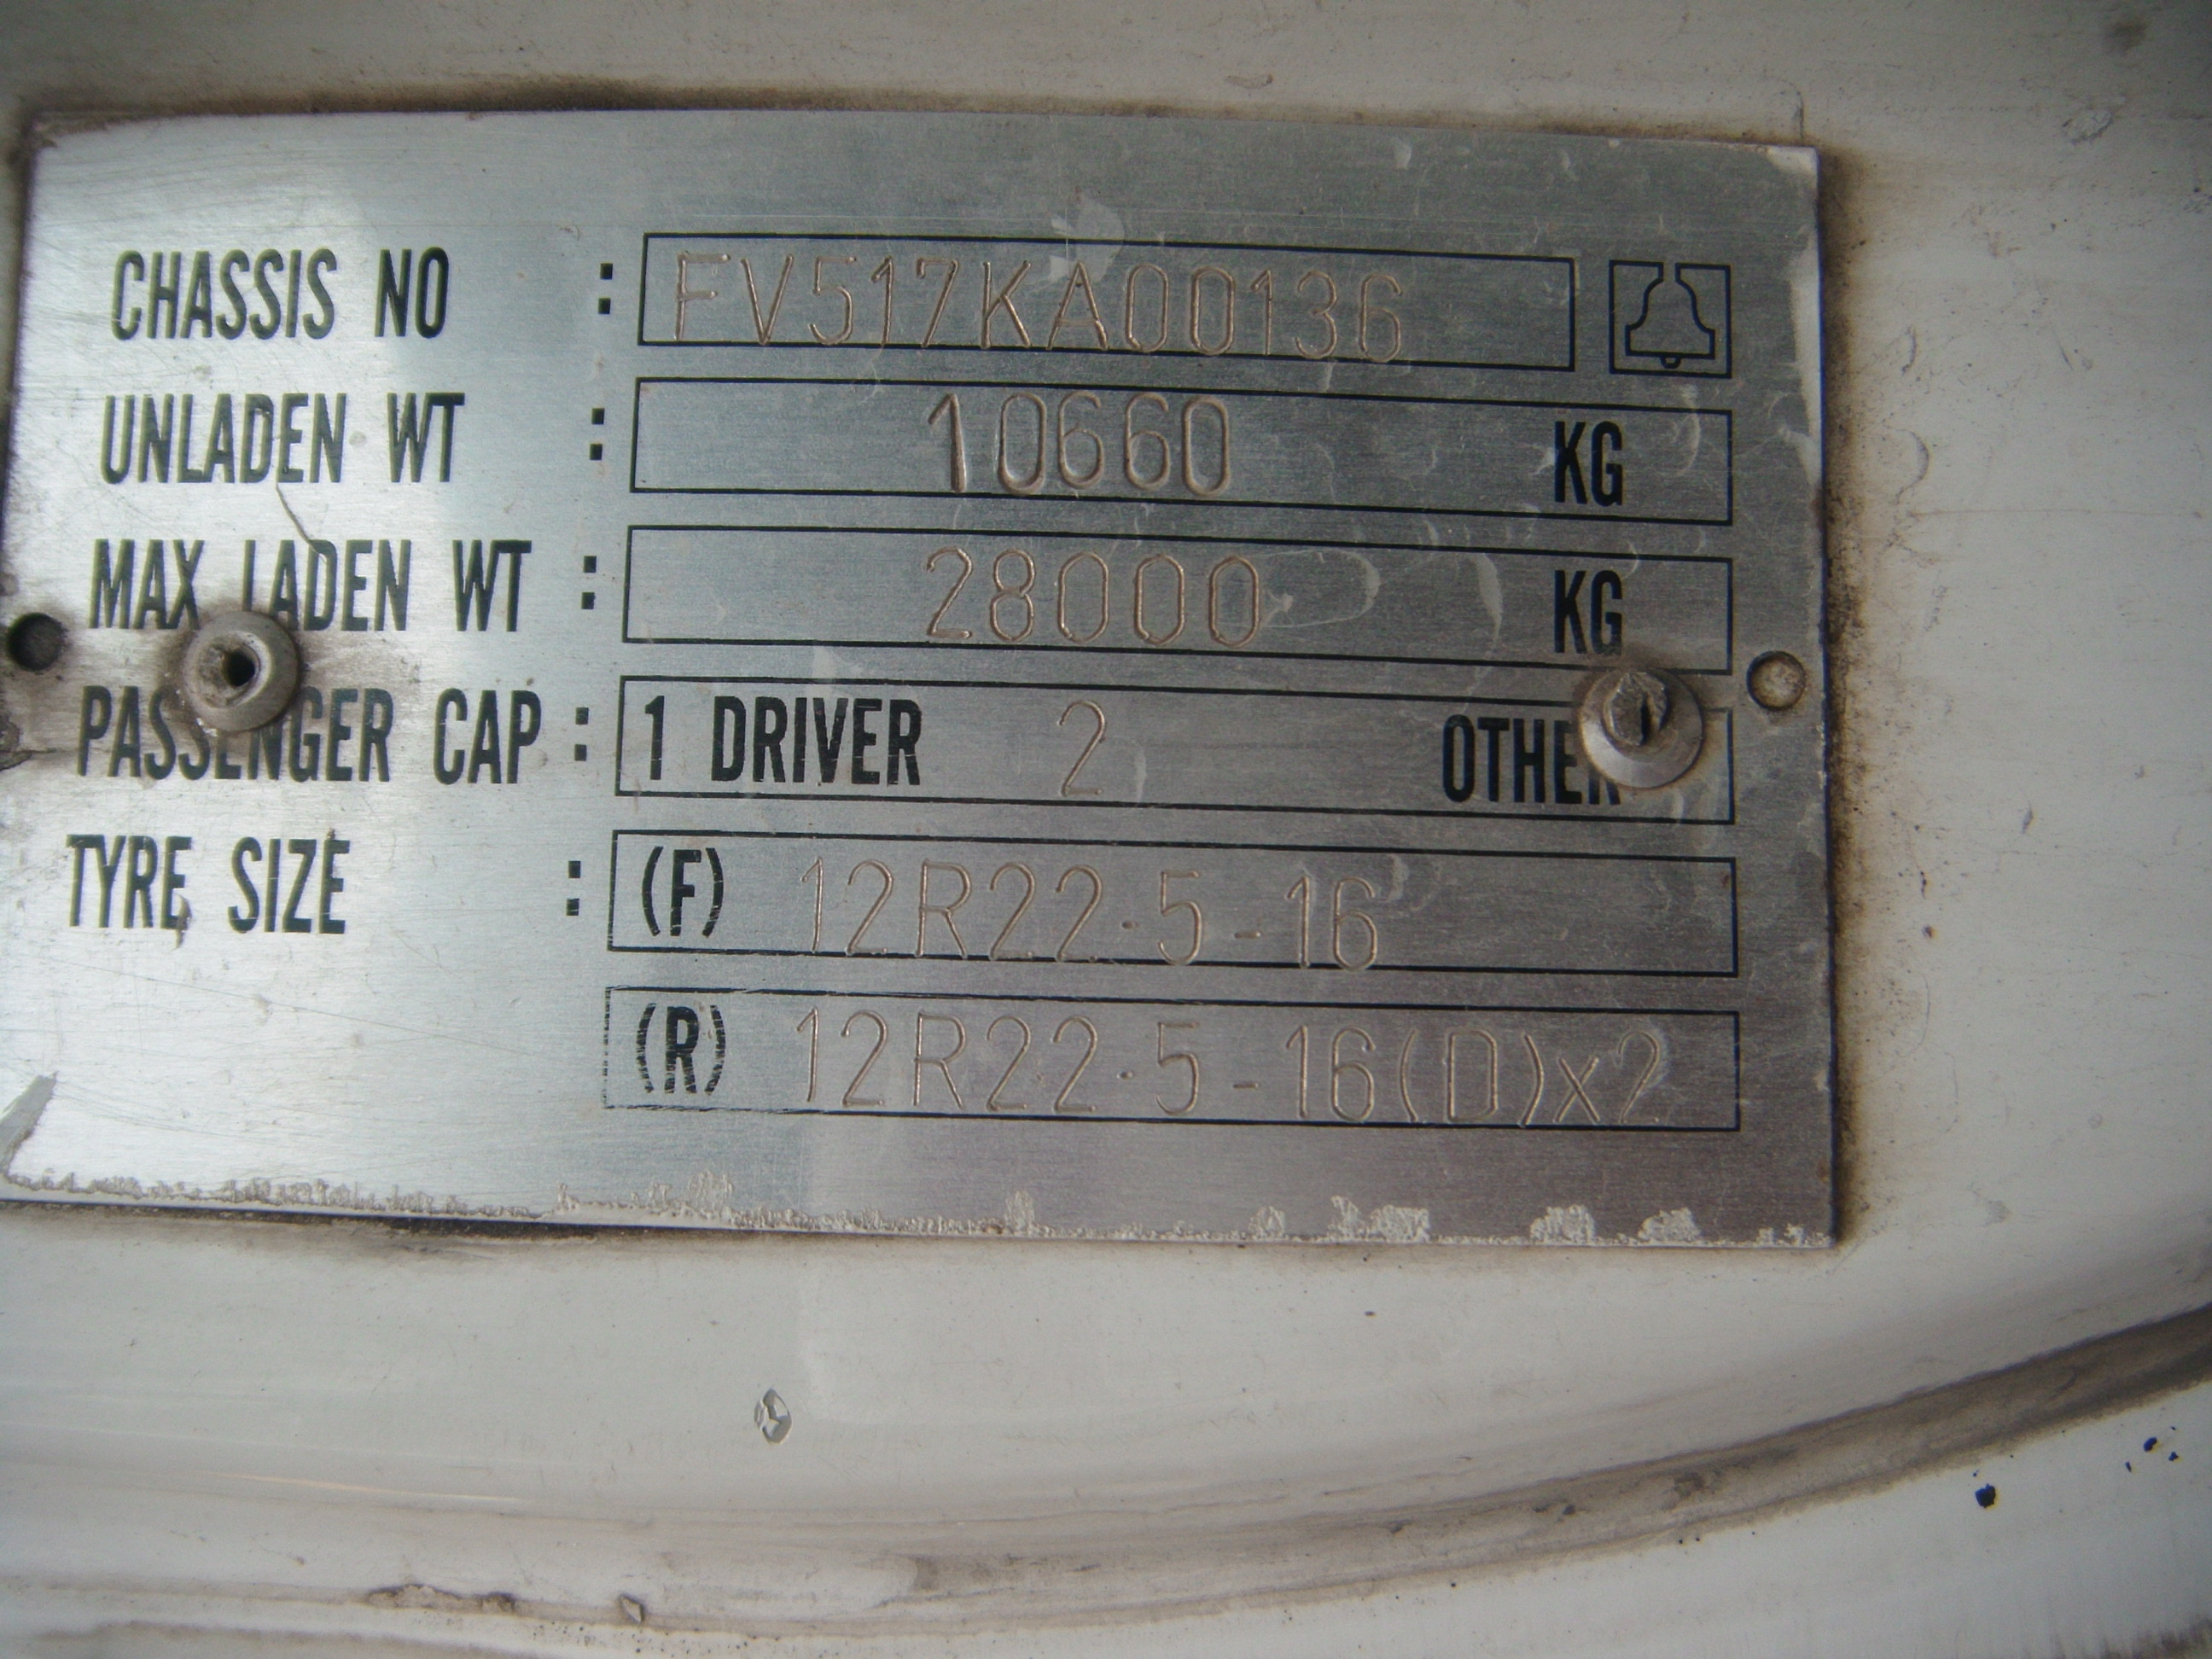 CHASSIS NO : FV517KA00136
UNLADEN WT : 10660 KG
MAX LADEN WT : 28000 KG
PASSENGER CAP : 1 DRIVER 2 OTHER
TYRE SIZE : (F) 12R22.5-16
(R) 12R22.5-16(D)x2